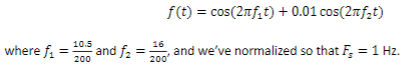 f(t) = cos(2πf₁t) + 0.01 cos(2πf₂t)
where f₁ = 10.5/200 and f₂ = 16/200, and we've normalized so that Fₛ = 1 Hz.